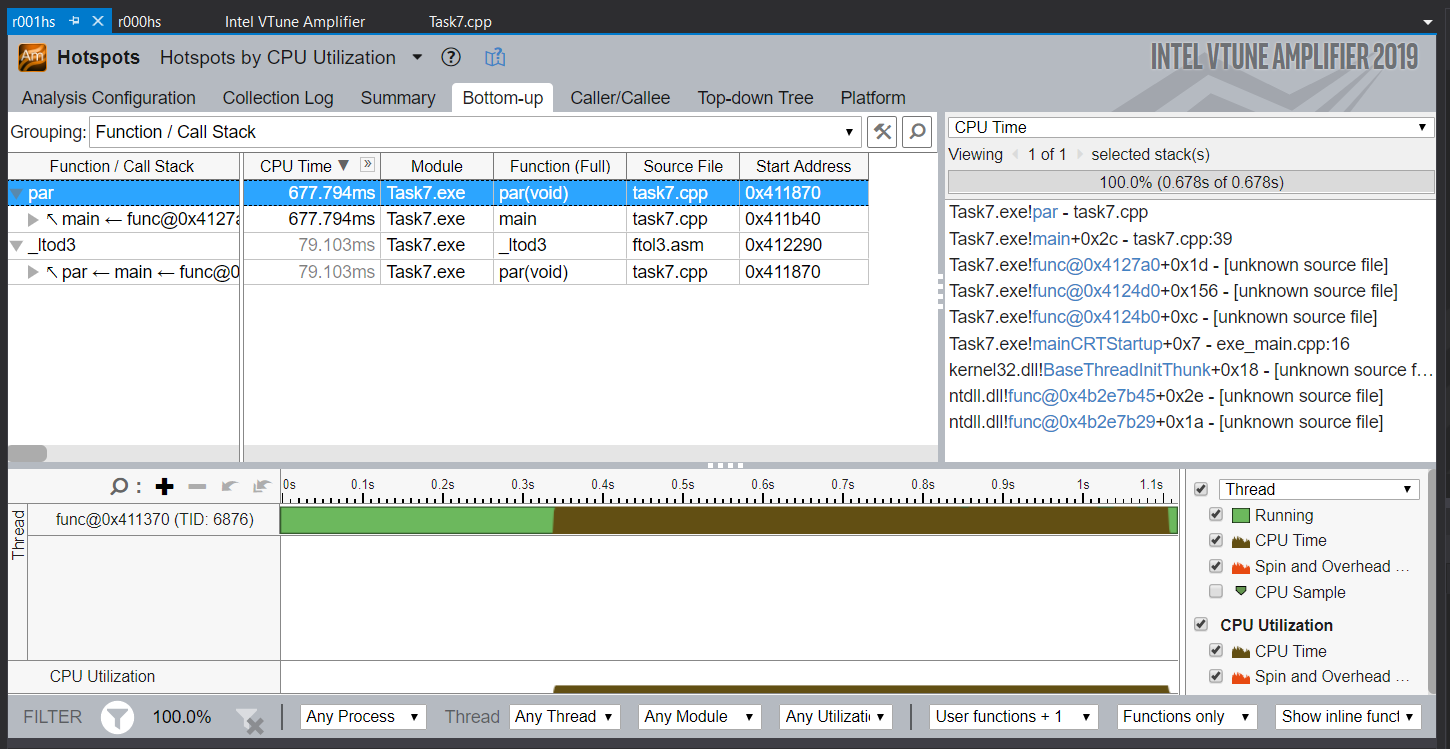 r001hs r000hs Intel VTune Amplifier Task7.cpp
Am Hotspots Hotspots by CPU Utilization ? INTEL VTUNE AMPLIFIER 2019
Analysis Configuration Collection Log Summary Bottom-up Caller/Callee Top-down Tree Platform
Grouping: Function / Call Stack
CPU Time
Viewing 1 of 1 selected stack(s)
Function / Call Stack CPU Time Module Function (Full) Source File Start Address
100.0% (0.678s of 0.678s)
par 677.794ms Task7.exe par(void) task7.cpp 0x411870
main ← func@0x4127a 677.794ms Task7.exe main task7.cpp 0x411b40
_ltod3 79.103ms Task7.exe _ltod3 ftol3.asm 0x412290
par ← main ← func@0 79.103ms Task7.exe par(void) task7.cpp 0x411870
Task7.exe!par - task7.cpp
Task7.exe!main+0x2c - task7.cpp:39
Task7.exe!func@0x4127a0+0x1d - [unknown source file]
Task7.exe!func@0x4124d0+0x156 - [unknown source file]
Task7.exe!func@0x4124b0+0xc - [unknown source file]
Task7.exe!mainCRTStartup+0x7 - exe_main.cpp:16
kernel32.dll!BaseThreadInitThunk+0x18 - [unknown source f...
ntdll.dll!func@0x4b2e7b45+0x2e - [unknown source file]
ntdll.dll!func@0x4b2e7b29+0x1a - [unknown source file]
0s 0.1s 0.2s 0.3s 0.4s 0.5s 0.6s 0.7s 0.8s 0.9s 1s 1.1s
Thread
func@0x411370 (TID: 6876)
CPU Utilization
Thread
Running
CPU Time
Spin and Overhead ...
CPU Sample
CPU Utilization
CPU Time
Spin and Overhead ...
FILTER 100.0% Any Process Thread Any Thread Any Module Any Utilizati User functions + 1 Functions only Show inline funct